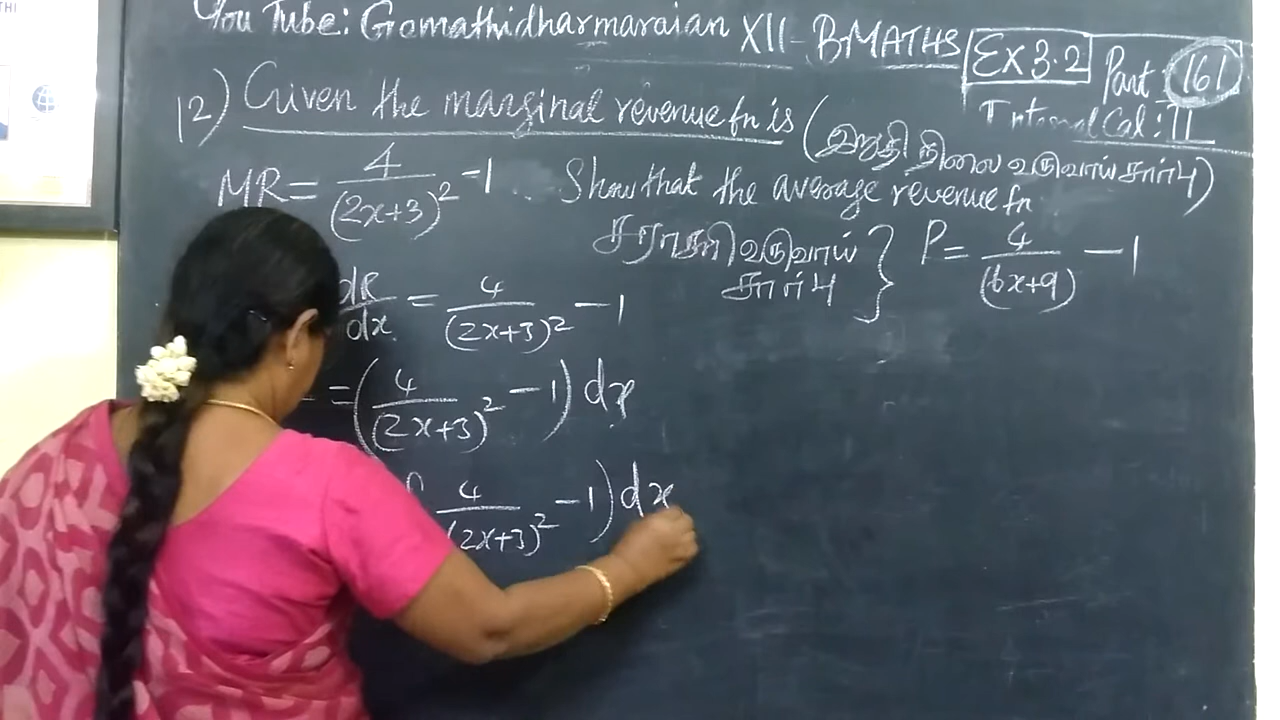 You Tube: Gomathidharmaraian XII - B.MATHS
Ex 3.2 Part: 161
Integral Cal: II
12) Given the marginal revenue fn is (இறுதி நிலை வருவாய் சார்பு)
MR = 4/(2x+3)² - 1 . Show that the average revenue fn
சராசரி வருவாய் சார்பு } P = 4/(6x+9) - 1
dR/dx = 4/(2x+3)² - 1
= (4/(2x+3)² - 1) dx
4/(2x+3)² - 1) dx